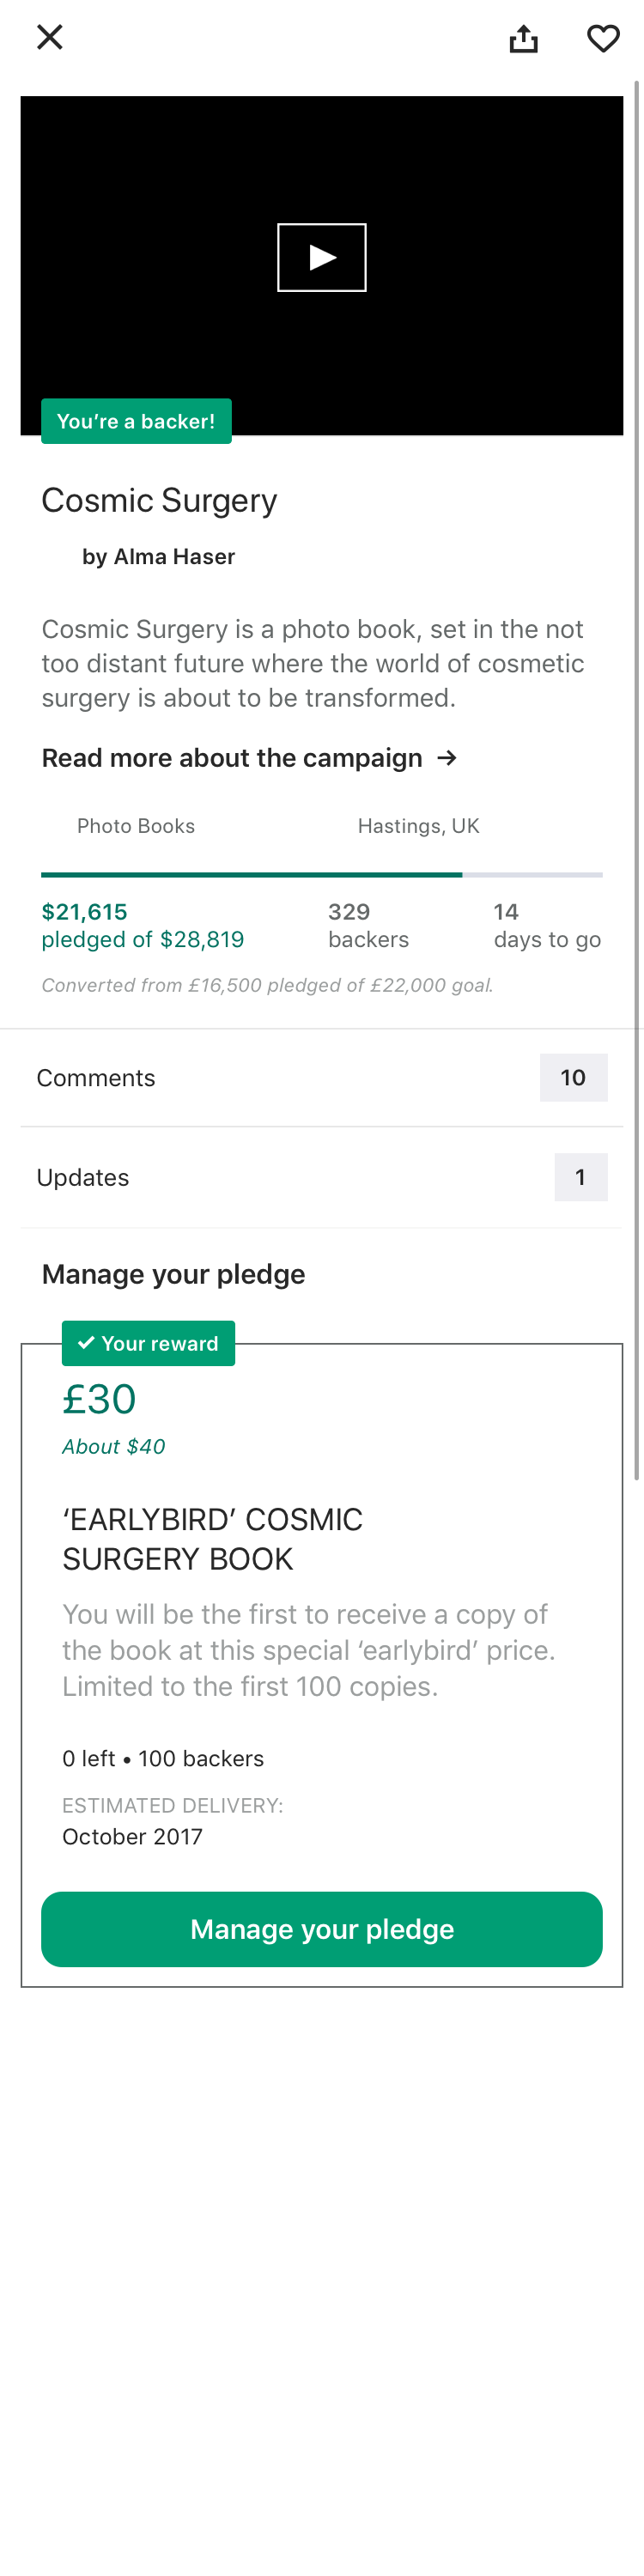 You’re a backer!
Cosmic Surgery
by Alma Haser
Cosmic Surgery is a photo book, set in the not
too distant future where the world of cosmetic
surgery is about to be transformed.
Read more about the campaign →
Photo Books
Hastings, UK
$21,615
pledged of $28,819
329
backers
14
days to go
Converted from £16,500 pledged of £22,000 goal.
Comments
10
Updates
1
Manage your pledge
Your reward
£30
About $40
‘EARLYBIRD’ COSMIC
SURGERY BOOK
You will be the first to receive a copy of
the book at this special ‘earlybird’ price.
Limited to the first 100 copies.
0 left • 100 backers
ESTIMATED DELIVERY:
October 2017
Manage your pledge